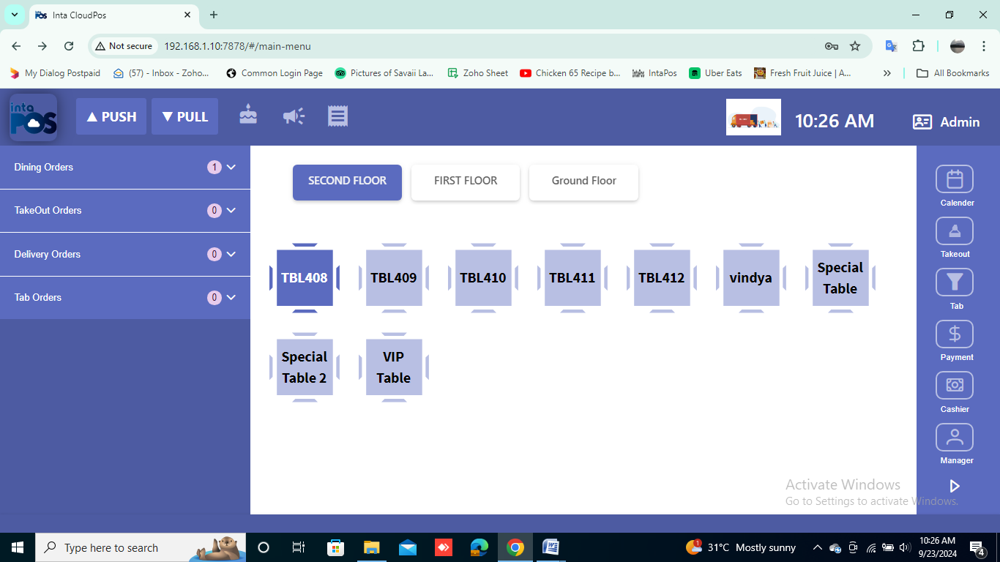 Inta CloudPos
Not secure
192.168.1.10:7878/#/main-menu
My Dialog Postpaid
(57) - Inbox - Zoho...
Common Login Page
Pictures of Savaii La...
Zoho Sheet
Chicken 65 Recipe b...
IntaPos
Uber Eats
Fresh Fruit Juice | A...
All Bookmarks
inta
POS
PUSH
PULL
10:26 AM
Admin
Dining Orders
1
TakeOut Orders
0
Delivery Orders
0
Tab Orders
0
SECOND FLOOR
FIRST FLOOR
Ground Floor
TBL408
TBL409
TBL410
TBL411
TBL412
vindya
Special
Table
Special
Table 2
VIP
Table
Calender
Takeout
Tab
Payment
Cashier
Manager
Activate Windows
Go to Settings to activate Windows.
Type here to search
31°C Mostly sunny
10:26 AM
9/23/2024
4